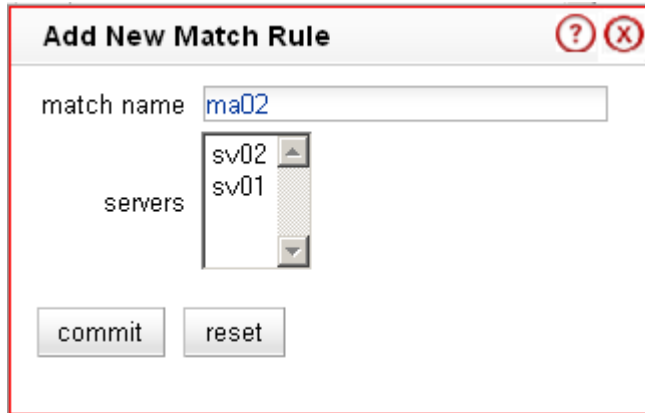 Add New Match Rule ? X
match name ma02
servers sv02
sv01
commit reset